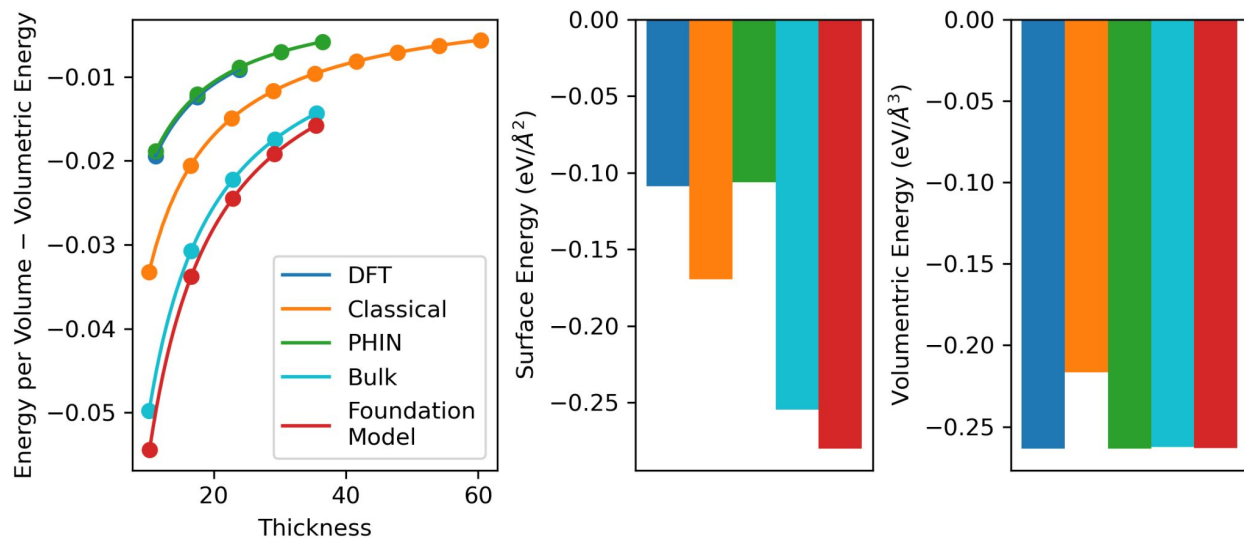 Energy per Volume − Volumetric Energy
−0.01
−0.02
−0.03
−0.04
−0.05
20
40
60
Thickness
DFT
Classical
PHIN
Bulk
Foundation
Model
Surface Energy (eV/Å²)
0.00
−0.05
−0.10
−0.15
−0.20
−0.25
Volumentric Energy (eV/Å³)
0.00
−0.05
−0.10
−0.15
−0.20
−0.25